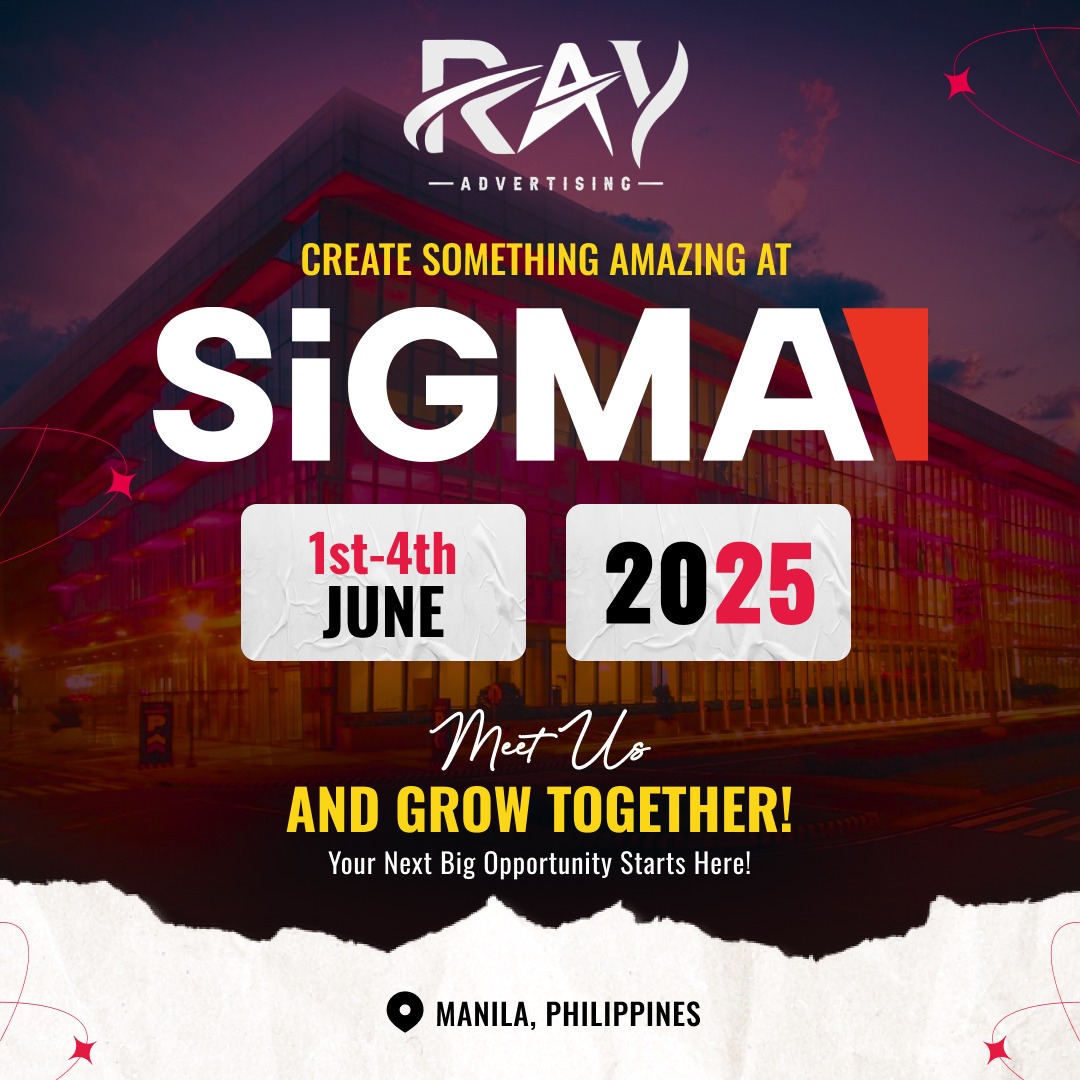 RAY
ADVERTISING
CREATE SOMETHING AMAZING AT
SiGMA
1st-4th
JUNE
2025
Meet Us
AND GROW TOGETHER!
Your Next Big Opportunity Starts Here!
MANILA, PHILIPPINES